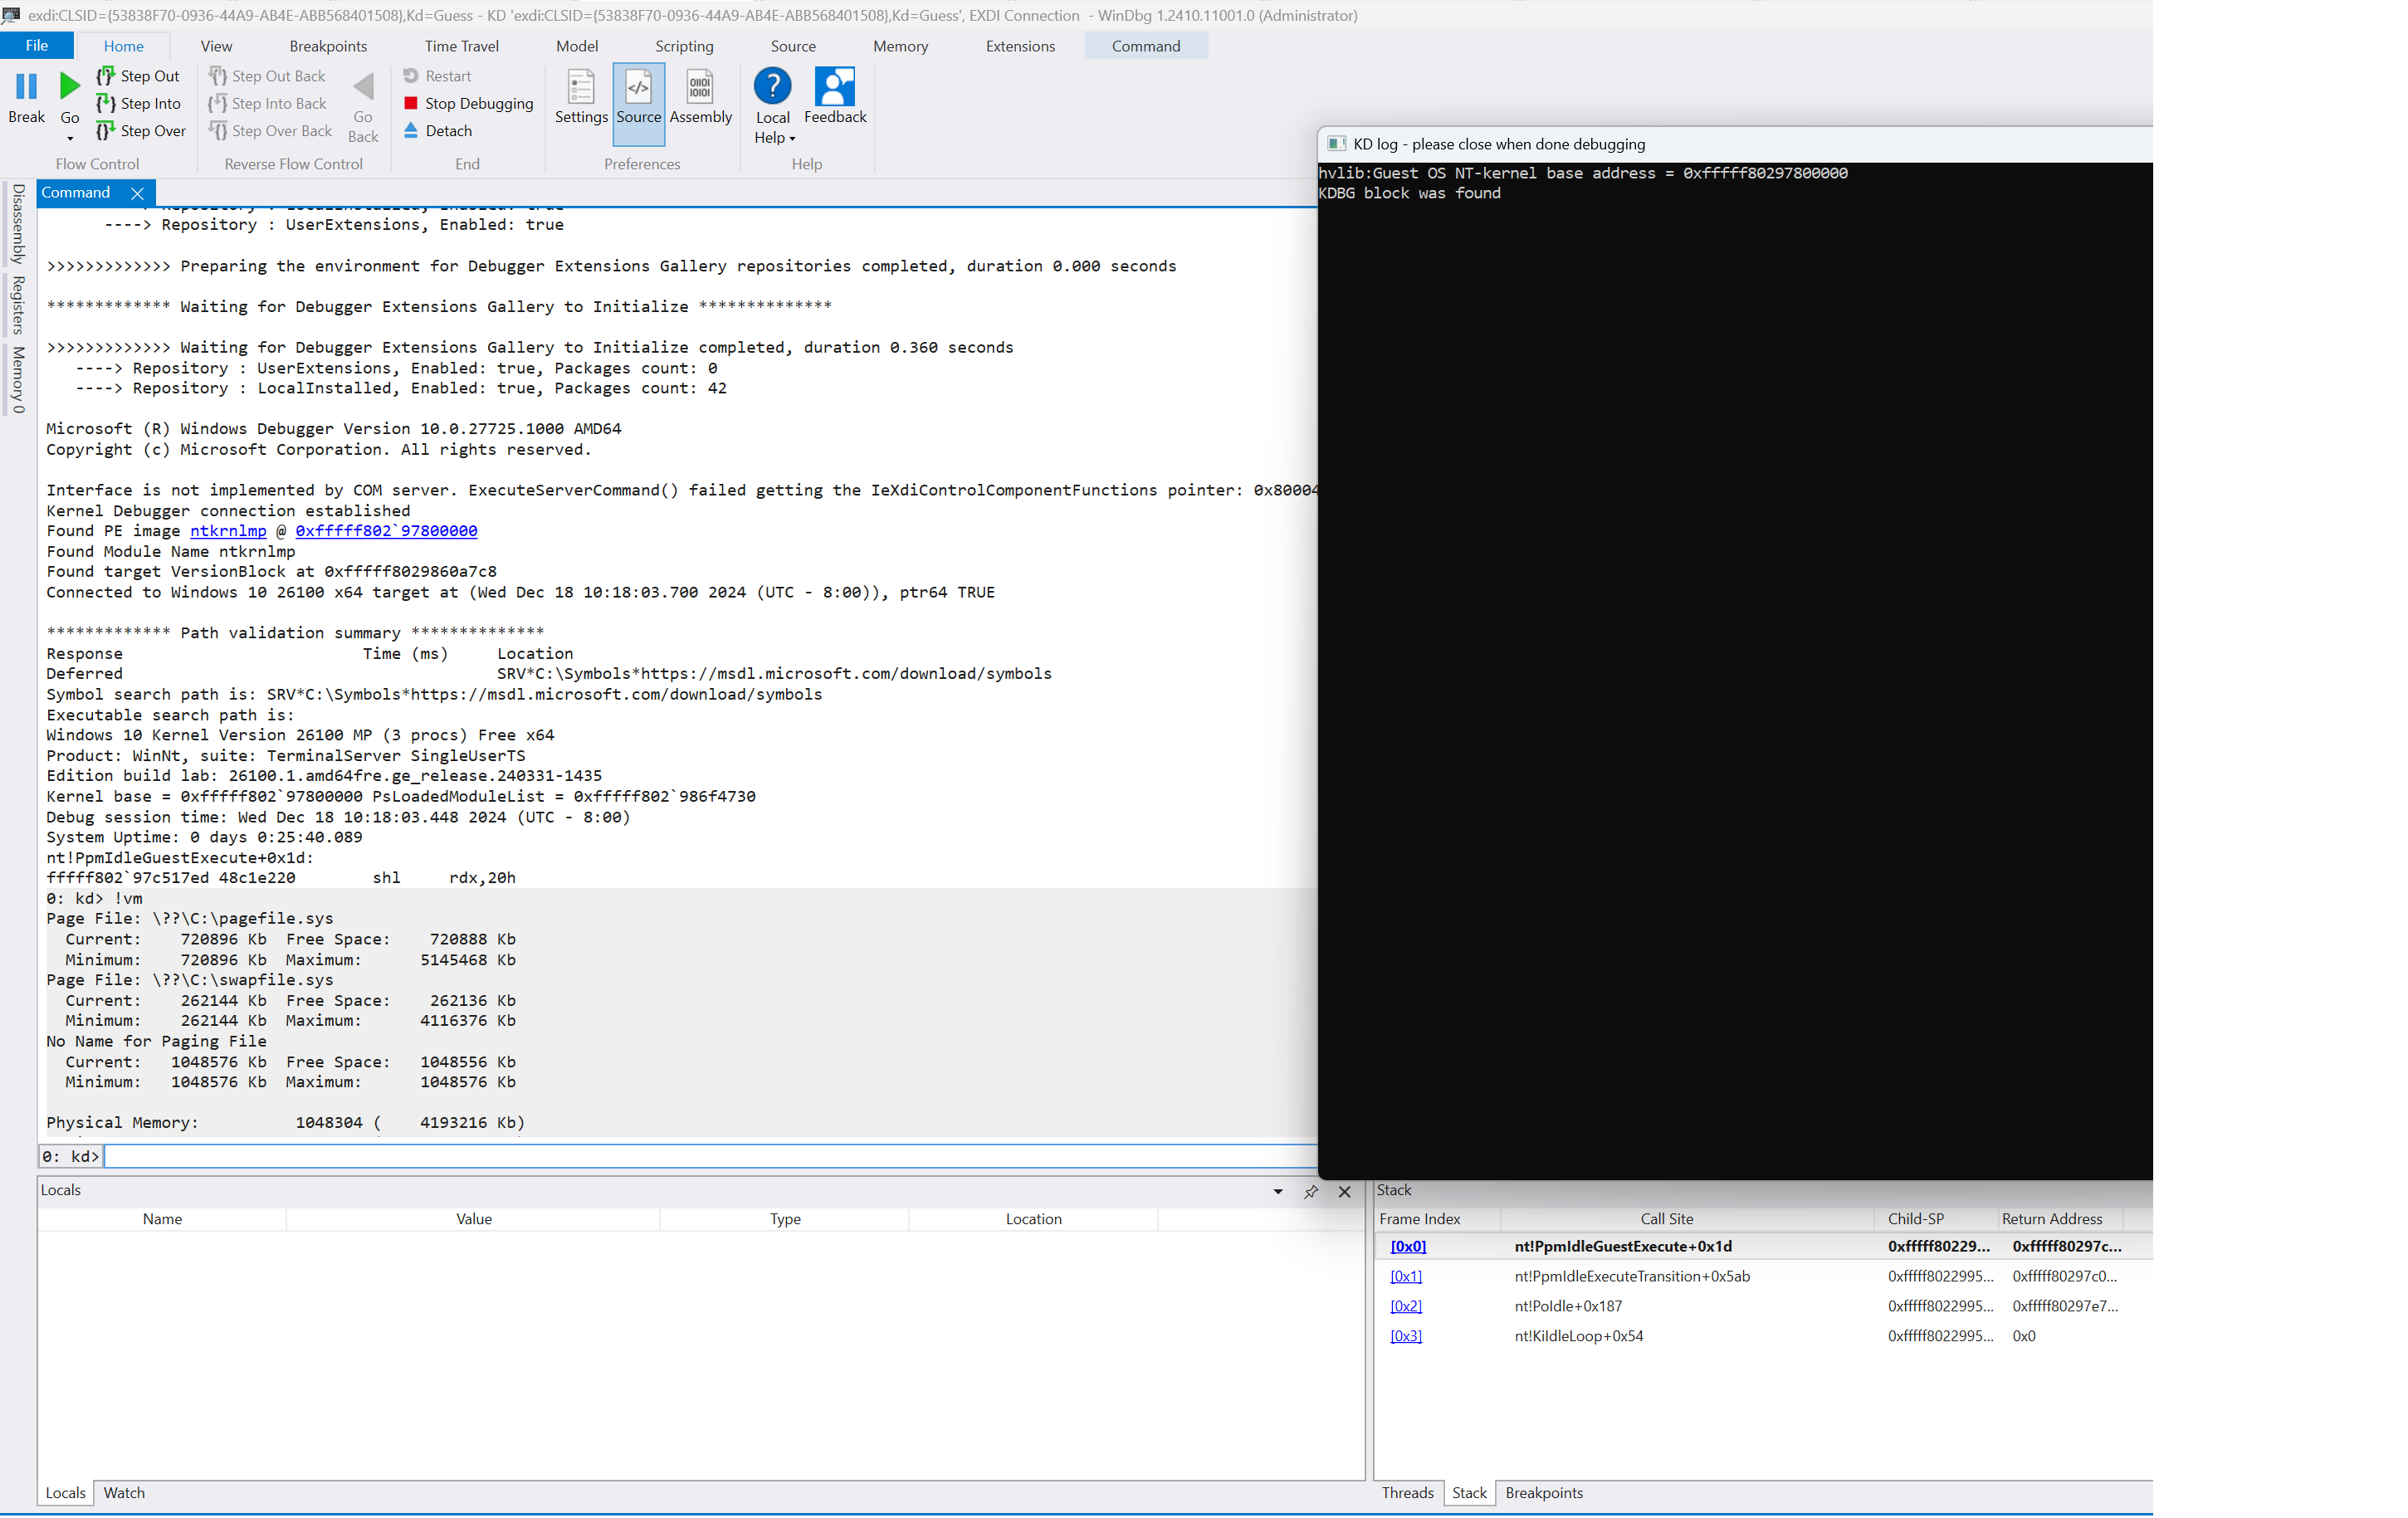 exdi:CLSID={53838F70-0936-44A9-AB4E-ABB568401508},Kd=Guess - KD 'exdi:CLSID={53838F70-0936-44A9-AB4E-ABB568401508},Kd=Guess', EXDI Connection - WinDbg 1.2410.11001.0 (Administrator)
File Home View Breakpoints Time Travel Model Scripting Source Memory Extensions Command
Break
Go
Step Out
Step Into
Step Over
Flow Control
Step Out Back
Step Into Back
Step Over Back
Go Back
Reverse Flow Control
Restart
Stop Debugging
Detach
End
Settings Source Assembly
Preferences
Local Help
Feedback
Help
Disassembly
Registers
Memory 0
Command
----> Repository : LocalInstalled, Enabled: true
----> Repository : UserExtensions, Enabled: true
>>>>>>>>>>>>> Preparing the environment for Debugger Extensions Gallery repositories completed, duration 0.000 seconds
************* Waiting for Debugger Extensions Gallery to Initialize **************
>>>>>>>>>>>>> Waiting for Debugger Extensions Gallery to Initialize completed, duration 0.360 seconds
----> Repository : UserExtensions, Enabled: true, Packages count: 0
----> Repository : LocalInstalled, Enabled: true, Packages count: 42
Microsoft (R) Windows Debugger Version 10.0.27725.1000 AMD64
Copyright (c) Microsoft Corporation. All rights reserved.
Interface is not implemented by COM server. ExecuteServerCommand() failed getting the IeXdiControlComponentFunctions pointer: 0x80004
Kernel Debugger connection established
Found PE image ntkrnlmp @ 0xfffff802`97800000
Found Module Name ntkrnlmp
Found target VersionBlock at 0xfffff8029860a7c8
Connected to Windows 10 26100 x64 target at (Wed Dec 18 10:18:03.700 2024 (UTC - 8:00)), ptr64 TRUE
************* Path validation summary **************
Response Time (ms) Location
Deferred SRV*C:\Symbols*https://msdl.microsoft.com/download/symbols
Symbol search path is: SRV*C:\Symbols*https://msdl.microsoft.com/download/symbols
Executable search path is:
Windows 10 Kernel Version 26100 MP (3 procs) Free x64
Product: WinNt, suite: TerminalServer SingleUserTS
Edition build lab: 26100.1.amd64fre.ge_release.240331-1435
Kernel base = 0xfffff802`97800000 PsLoadedModuleList = 0xfffff802`986f4730
Debug session time: Wed Dec 18 10:18:03.448 2024 (UTC - 8:00)
System Uptime: 0 days 0:25:40.089
nt!PpmIdleGuestExecute+0x1d:
fffff802`97c517ed 48c1e220 shl rdx,20h
0: kd> !vm
Page File: \??\C:\pagefile.sys
Current: 720896 Kb Free Space: 720888 Kb
Minimum: 720896 Kb Maximum: 5145468 Kb
Page File: \??\C:\swapfile.sys
Current: 262144 Kb Free Space: 262136 Kb
Minimum: 262144 Kb Maximum: 4116376 Kb
No Name for Paging File
Current: 1048576 Kb Free Space: 1048556 Kb
Minimum: 1048576 Kb Maximum: 1048576 Kb
Physical Memory: 1048304 ( 4193216 Kb)
0: kd>
KD log - please close when done debugging
hvlib:Guest OS NT-kernel base address = 0xfffff80297800000
KDBG block was found
Locals
Name Value Type Location
Locals Watch
Stack
Frame Index Call Site Child-SP Return Address
[0x0] nt!PpmIdleGuestExecute+0x1d 0xfffff80229... 0xfffff80297c...
[0x1] nt!PpmIdleExecuteTransition+0x5ab 0xfffff8022995... 0xfffff80297c0...
[0x2] nt!PoIdle+0x187 0xfffff8022995... 0xfffff80297e7...
[0x3] nt!KiIdleLoop+0x54 0xfffff8022995... 0x0
Threads Stack Breakpoints